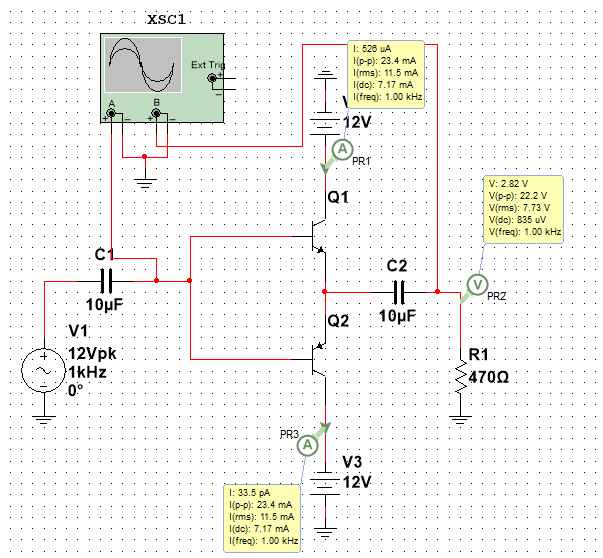 XSC1
Ext Trig
+
_
A
B
+
_
+
_
I: 526 uA
I(p-p): 23.4 mA
I(rms): 11.5 mA
I(dc): 7.17 mA
I(freq): 1.00 kHz
12V
A
PR1
Q1
V: 2.82 V
V(p-p): 22.2 V
V(rms): 7.73 V
V(dc): 835 uV
V(freq): 1.00 kHz
V
PR2
C1
10µF
C2
10µF
V1
12Vpk
1kHz
0°
Q2
R1
470Ω
PR3
A
V3
12V
I: 33.5 pA
I(p-p): 23.4 mA
I(rms): 11.5 mA
I(dc): 7.17 mA
I(freq): 1.00 kHz